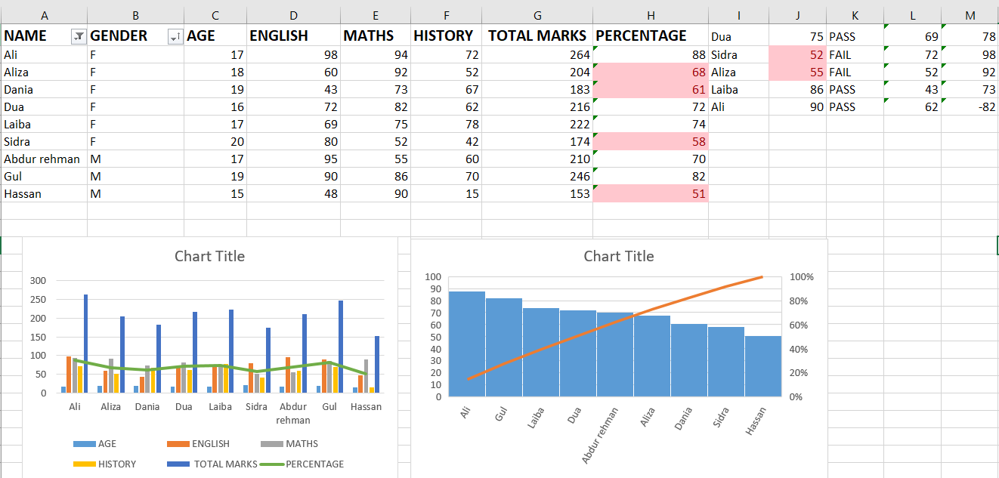 A B C D E F G H I J K L M
NAME GENDER AGE ENGLISH MATHS HISTORY TOTAL MARKS PERCENTAGE Dua 75 PASS 69 78
Ali F 17 98 94 72 264 88 Sidra 52 FAIL 72 98
Aliza F 18 60 92 52 204 68 Aliza 55 FAIL 52 92
Dania F 19 43 73 67 183 61 Laiba 86 PASS 43 73
Dua F 16 72 82 62 216 72 Ali 90 PASS 62 -82
Laiba F 17 69 75 78 222 74
Sidra F 20 80 52 42 174 58
Abdur rehman M 17 95 55 60 210 70
Gul M 19 90 86 70 246 82
Hassan M 15 48 90 15 153 51
Chart Title
300
250
200
150
100
50
0
Ali Aliza Dania Dua Laiba Sidra Abdur rehman Gul Hassan
AGE ENGLISH MATHS
HISTORY TOTAL MARKS PERCENTAGE
Chart Title
100 100%
90
80 80%
70
60 60%
50
40 40%
30
20 20%
10
0 0%
Ali Gul Laiba Dua Abdur rehman Aliza Dania Sidra Hassan